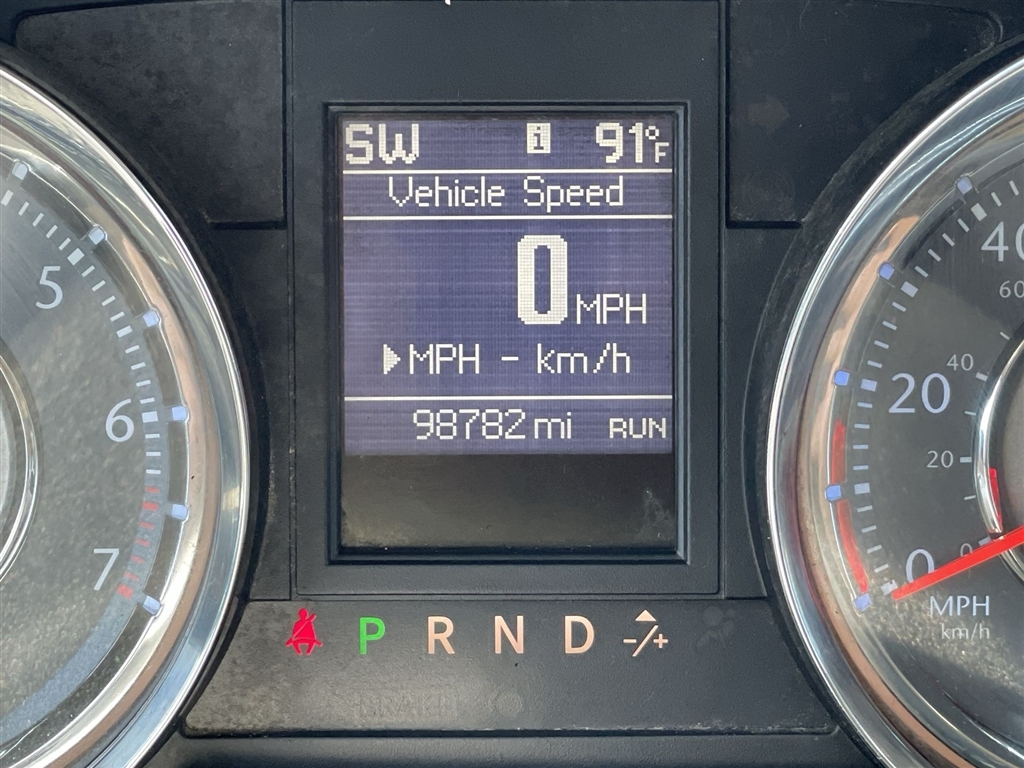 SW i 91°F
Vehicle Speed
0 MPH
MPH - km/h
98782 mi RUN
5
6
7
40
60
40
20
20
0
0
MPH
km/h
P R N D -/+